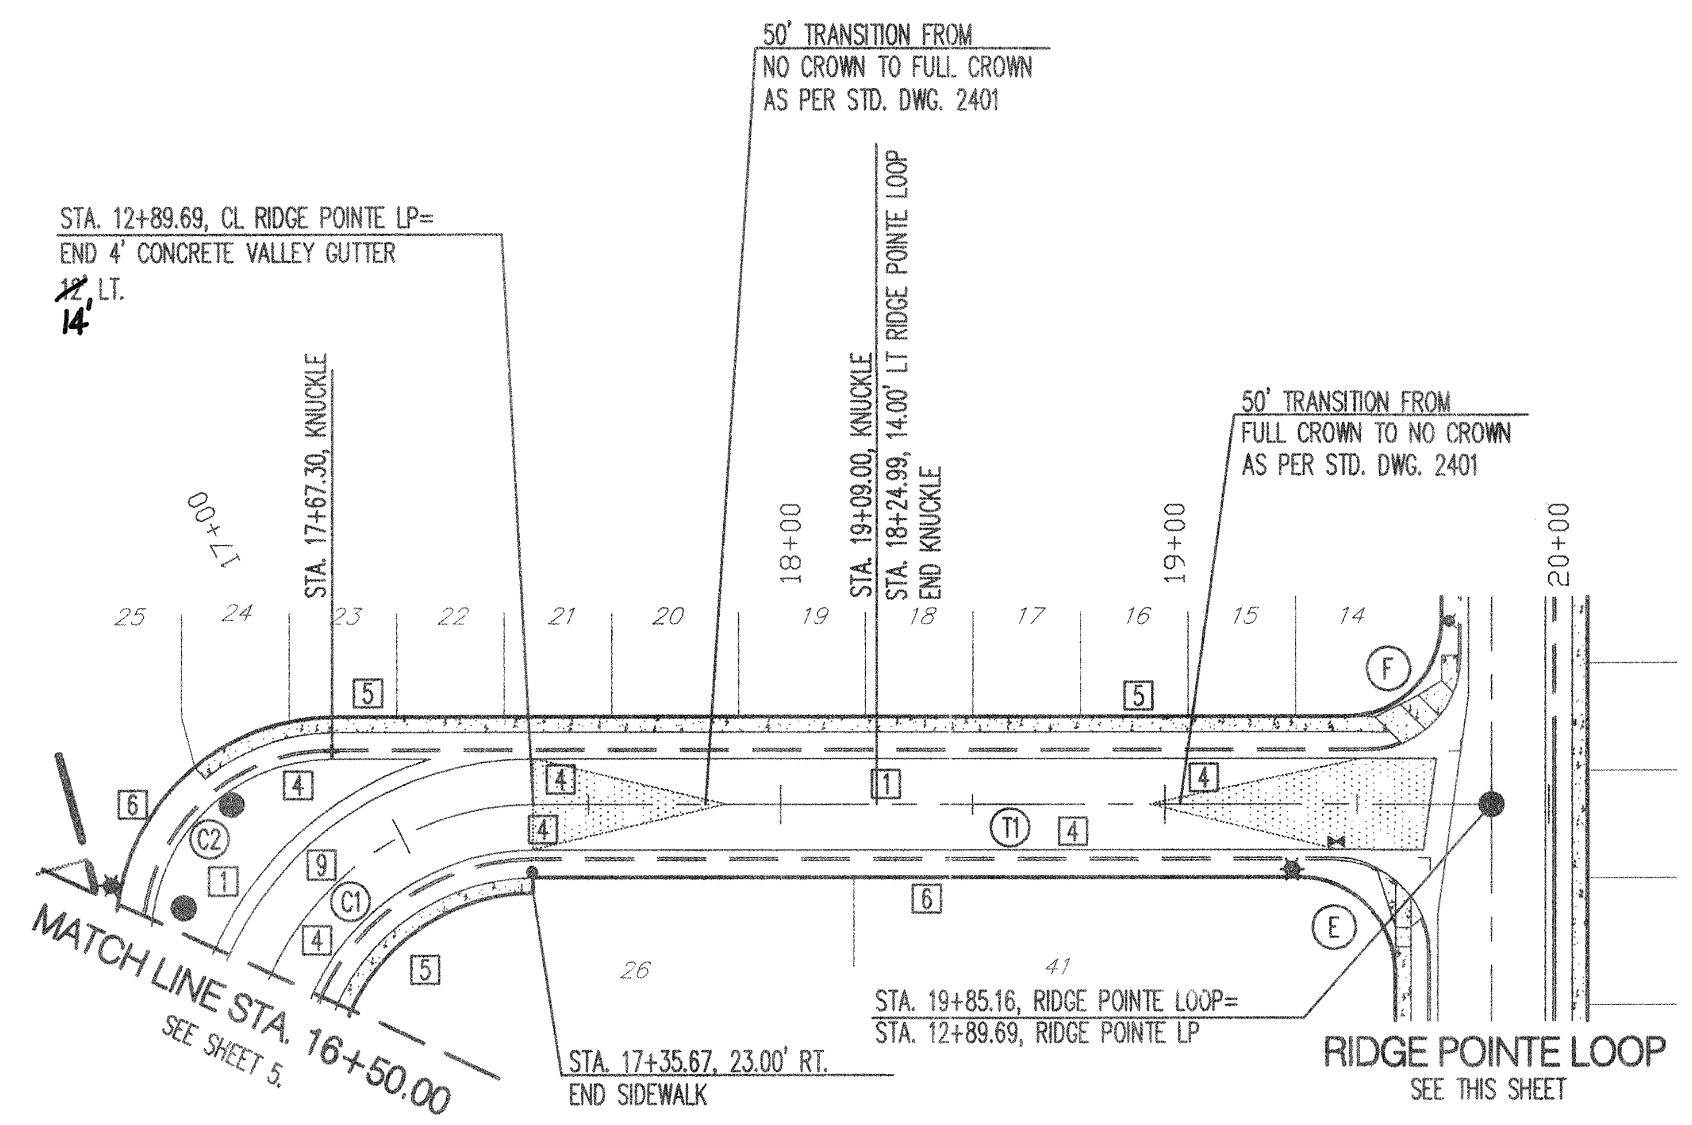 50' TRANSITION FROM
NO CROWN TO FULL CROWN
AS PER STD. DWG. 2401
STA. 12+89.69, CL RIDGE POINTE LP=
END 4' CONCRETE VALLEY GUTTER
12' LT.
14'
STA. 17+67.30, KNUCKLE
STA. 19+09.00, KNUCKLE
STA. 18+24.99, 14.00' LT RIDGE POINTE LOOP
END KNUCKLE
50' TRANSITION FROM
FULL CROWN TO NO CROWN
AS PER STD. DWG. 2401
17+00
18+00
19+00
20+00
25 24 23 22 21 20 19 18 17 16 15 14
5
5
F
4
4
1
4
6
C2
4
T1
4
9
1
C1
6
E
4
5
26
41
MATCH LINE STA. 16+50.00
SEE SHEET 5.
STA. 19+85.16, RIDGE POINTE LOOP=
STA. 12+89.69, RIDGE POINTE LP
STA. 17+35.67, 23.00' RT.
END SIDEWALK
RIDGE POINTE LOOP
SEE THIS SHEET